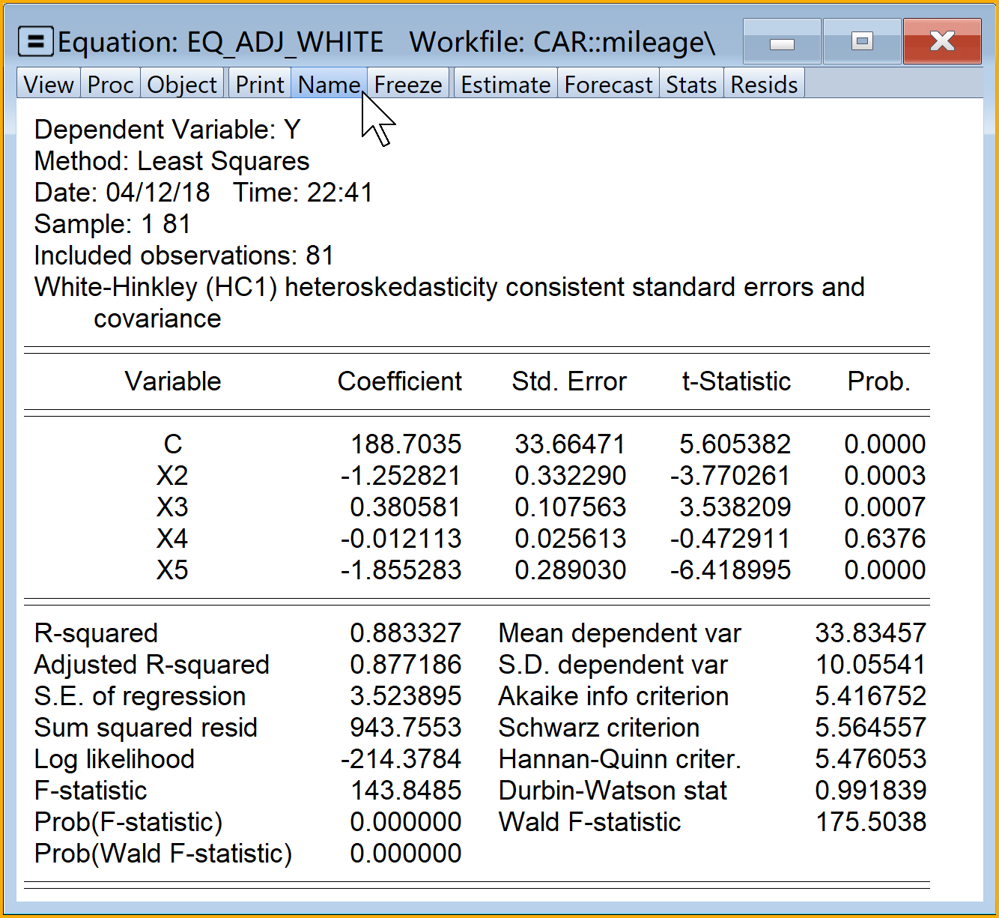 Equation: EQ_ADJ_WHITE   Workfile: CAR::mileage\
View Proc Object Print Name Freeze Estimate Forecast Stats Resids
Dependent Variable: Y
Method: Least Squares
Date: 04/12/18   Time: 22:41
Sample: 1 81
Included observations: 81
White-Hinkley (HC1) heteroskedasticity consistent standard errors and
covariance
Variable Coefficient Std. Error t-Statistic Prob.
C 188.7035 33.66471 5.605382 0.0000
X2 -1.252821 0.332290 -3.770261 0.0003
X3 0.380581 0.107563 3.538209 0.0007
X4 -0.012113 0.025613 -0.472911 0.6376
X5 -1.855283 0.289030 -6.418995 0.0000
R-squared 0.883327 Mean dependent var 33.83457
Adjusted R-squared 0.877186 S.D. dependent var 10.05541
S.E. of regression 3.523895 Akaike info criterion 5.416752
Sum squared resid 943.7553 Schwarz criterion 5.564557
Log likelihood -214.3784 Hannan-Quinn criter. 5.476053
F-statistic 143.8485 Durbin-Watson stat 0.991839
Prob(F-statistic) 0.000000 Wald F-statistic 175.5038
Prob(Wald F-statistic) 0.000000